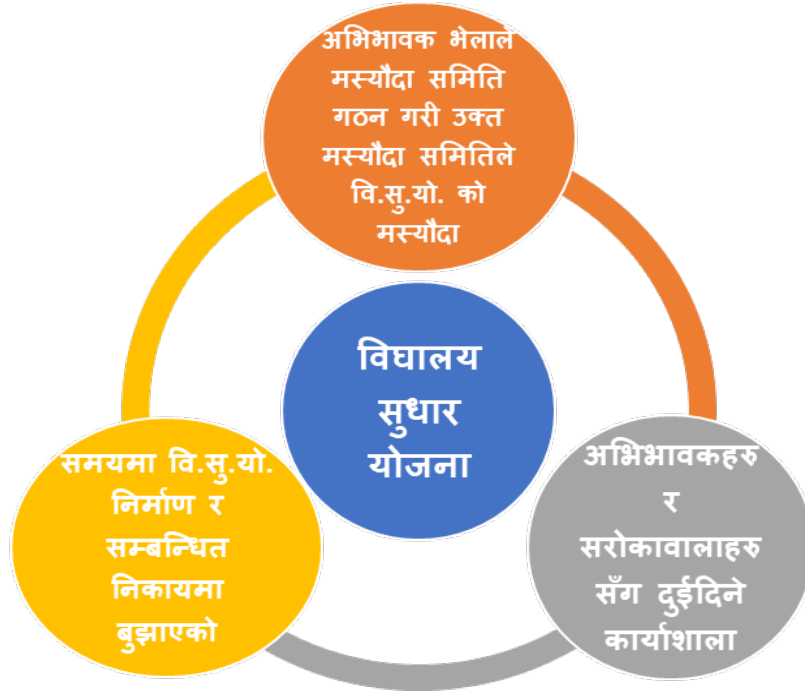 अभिभावक भेलाले
मस्यौदा समिति
गठन गरी उक्त
मस्यौदा समितिले
वि.सु.यो. को
मस्यौदा
विघालय
सुधार
योजना
समयमा वि.सु.यो.
निर्माण र
सम्बन्धित
निकायमा
बुझाएको
अभिभावकहरु
र
सरोकावालाहरु
सँग दुईदिने
कार्याशाला